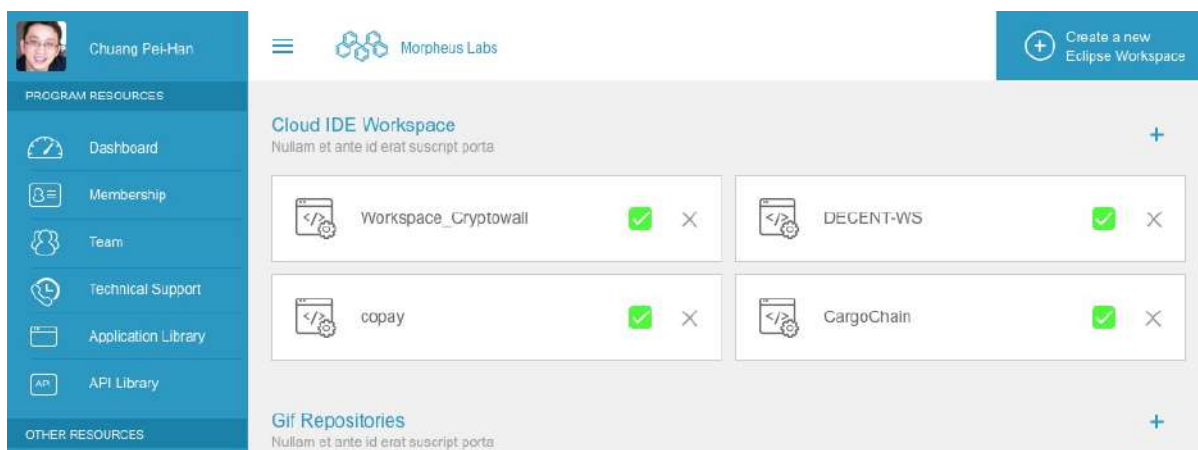 Chuang Pei-Han
Morpheus Labs
Create a new
Eclipse Workspace
PROGRAM RESOURCES
Dashboard
Membership
Team
Technical Support
Application Library
API
API Library
OTHER RESOURCES
Cloud IDE Workspace
Nullam et ante id erat suscript porta
Workspace_Cryptowall
DECENT-WS
copay
CargoChain
Gif Repositories
Nullam et ante id erat suscript porta